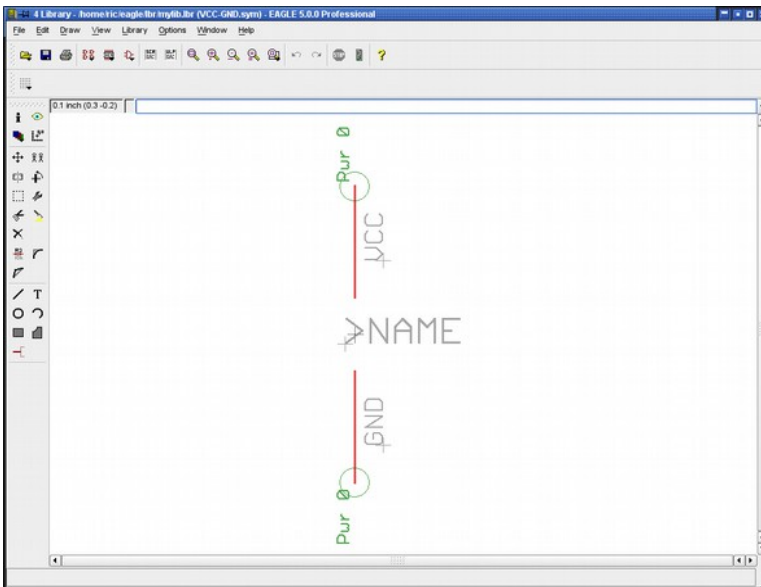 4 Library - /home/ric/eagle/lbr/mylib.lbr (VCC-GND.sym) - EAGLE 5.0.0 Professional
File Edit Draw View Library Options Window Help
0.1 inch (0.3 -0.2)
Pwr 0
VCC
>NAME
GND
Pwr 0